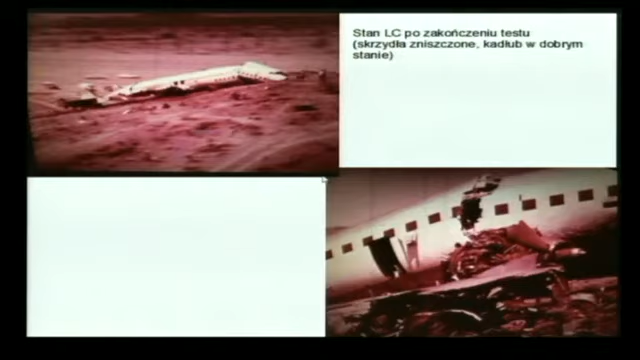 Stan LC po zakończeniu testu
(skrzydła zniszczone, kadłub w dobrym
stanie)